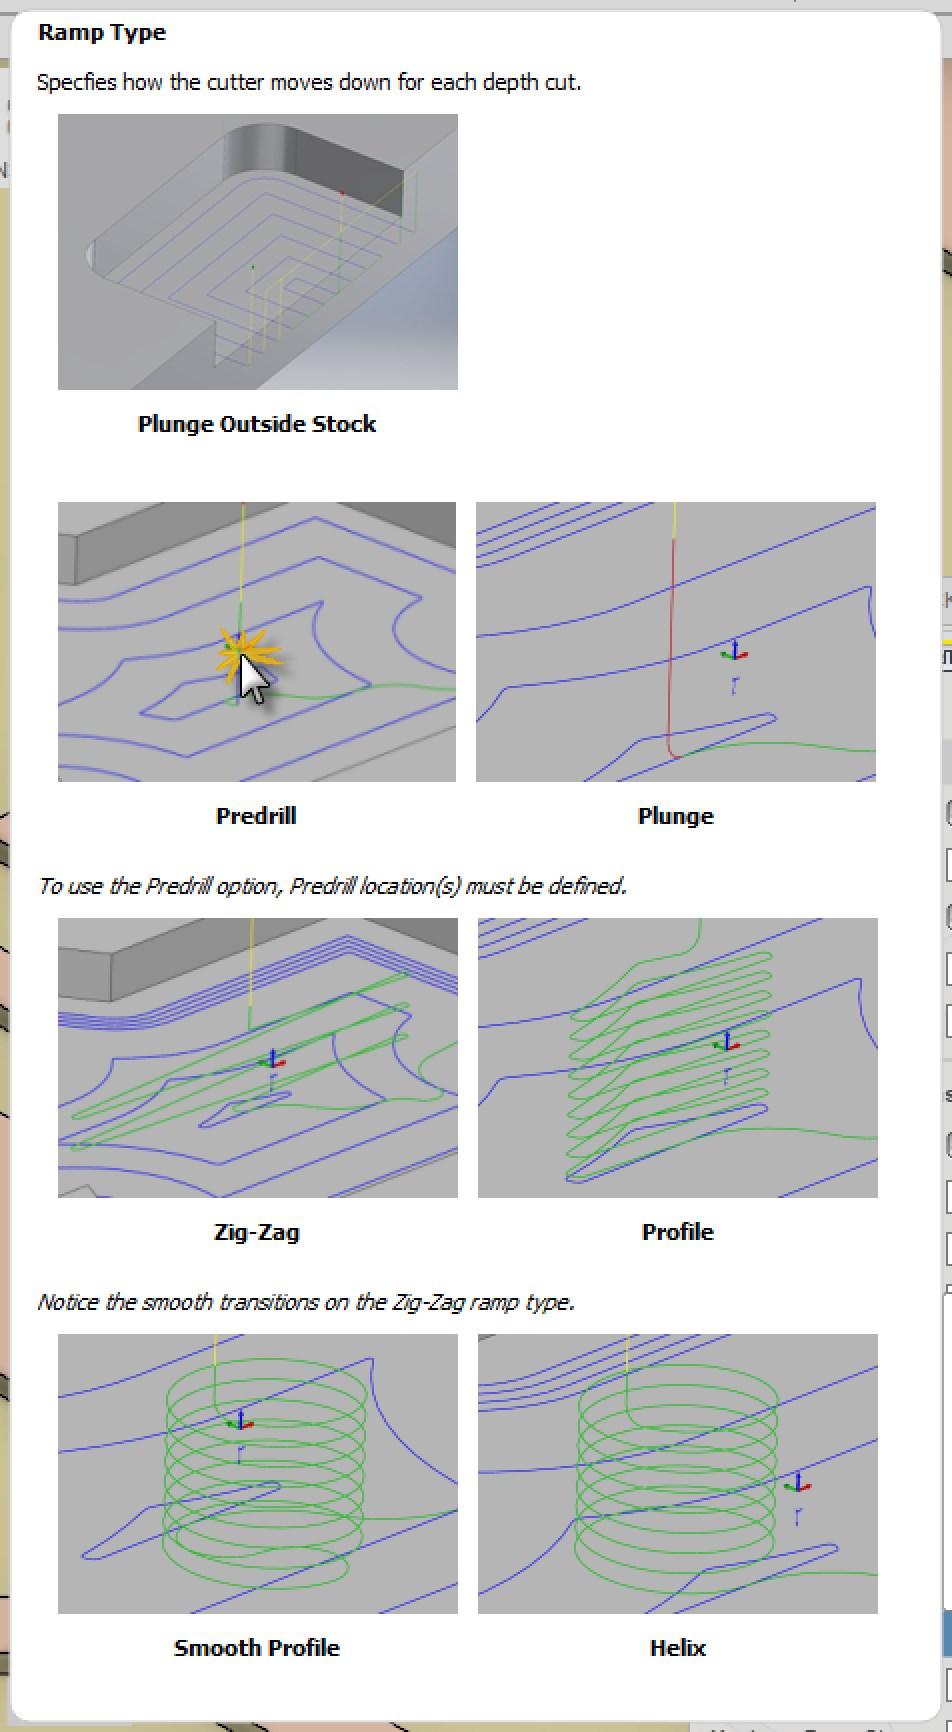 Ramp Type
Specfies how the cutter moves down for each depth cut.
Plunge Outside Stock
Predrill
Plunge
To use the Predrill option, Predrill location(s) must be defined.
Zig-Zag
Profile
Notice the smooth transitions on the Zig-Zag ramp type.
Smooth Profile
Helix